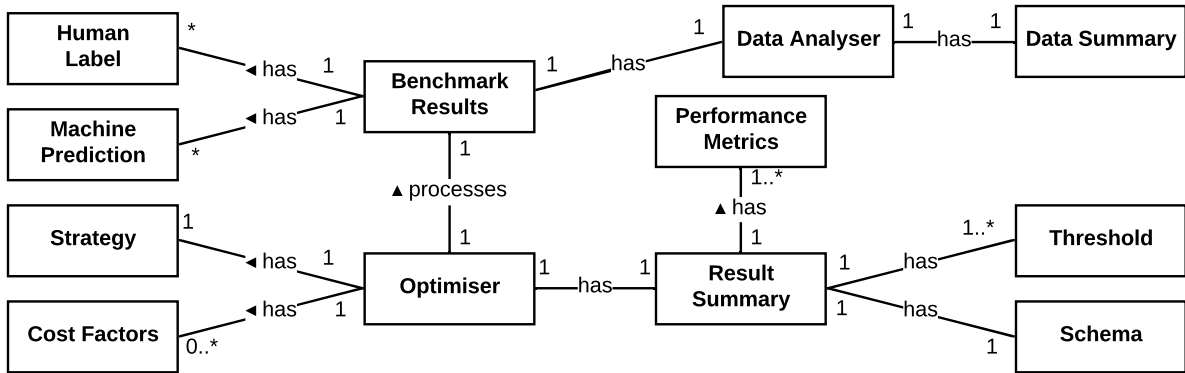 Human
Label
*
◄ has
1
Machine
Prediction
*
◄ has
1
Benchmark
Results
1
has
1
Data Analyser
1
has
1
Data Summary
1
▲ processes
1
Performance
Metrics
1..*
▲ has
1
Strategy
1
◄ has
1
Cost Factors
0..*
◄ has
1
Optimiser
1
has
1
Result
Summary
1
has
1..*
Threshold
1
has
1
Schema